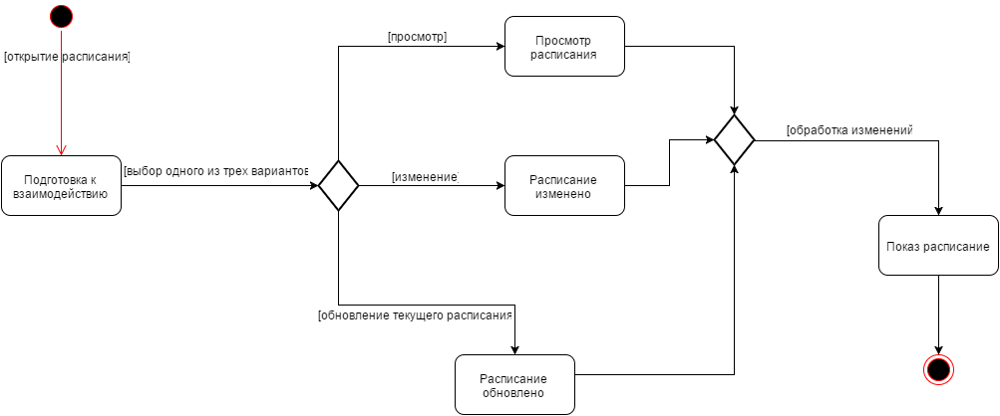 [открытие расписания]
Подготовка к
взаимодействию
[выбор одного из трех вариантов
[просмотр]
Просмотр
расписания
[изменение]
Расписание
изменено
[обновление текущего расписания
Расписание
обновлено
[обработка изменений
Показ расписание